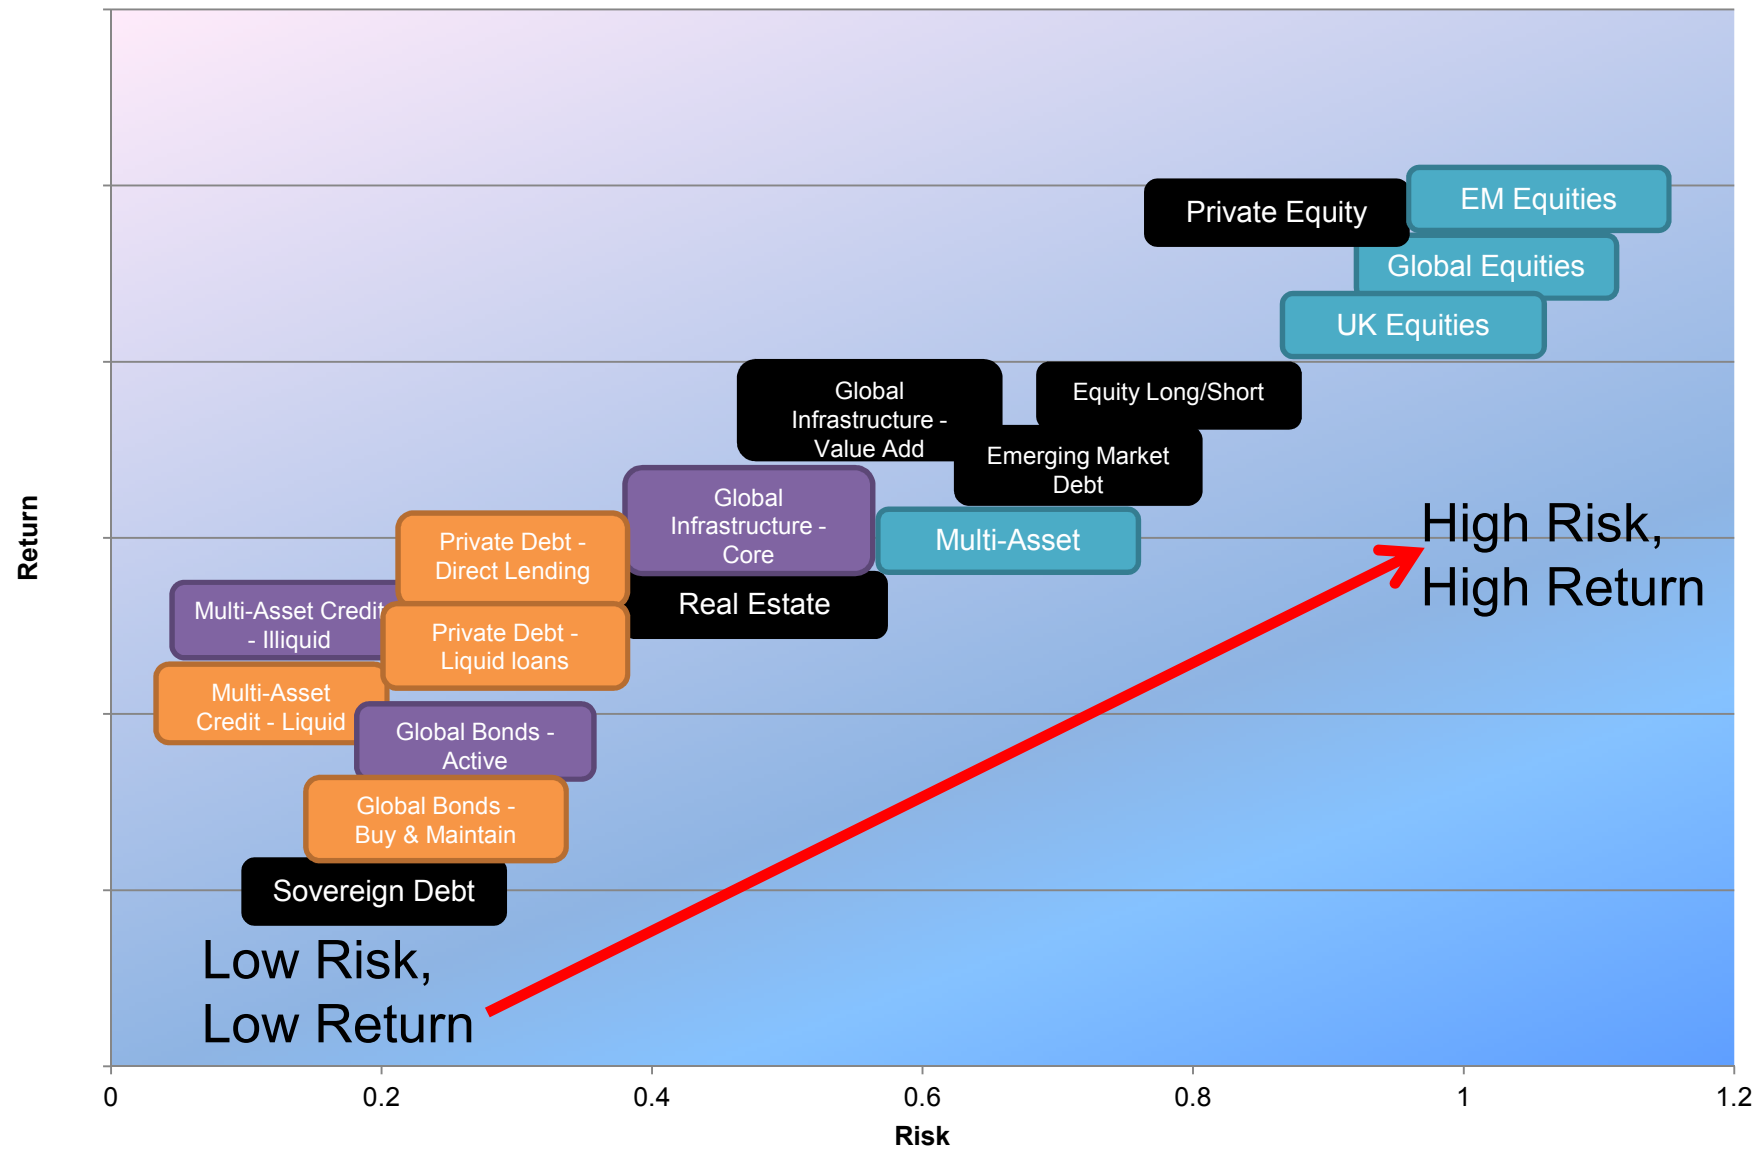 EM Equities
Private Equity
Global Equities
UK Equities
Global
Infrastructure -
Value Add
Equity Long/Short
Emerging Market
Debt
Global
Infrastructure -
Core
Multi-Asset
Private Debt -
Direct Lending
Real Estate
Multi-Asset Credit
- Illiquid
Private Debt -
Liquid loans
Multi-Asset
Credit - Liquid
Global Bonds -
Active
Global Bonds -
Buy & Maintain
Sovereign Debt
High Risk,
High Return
Low Risk,
Low Return
Return
0 0.2 0.4 0.6 0.8 1 1.2
Risk